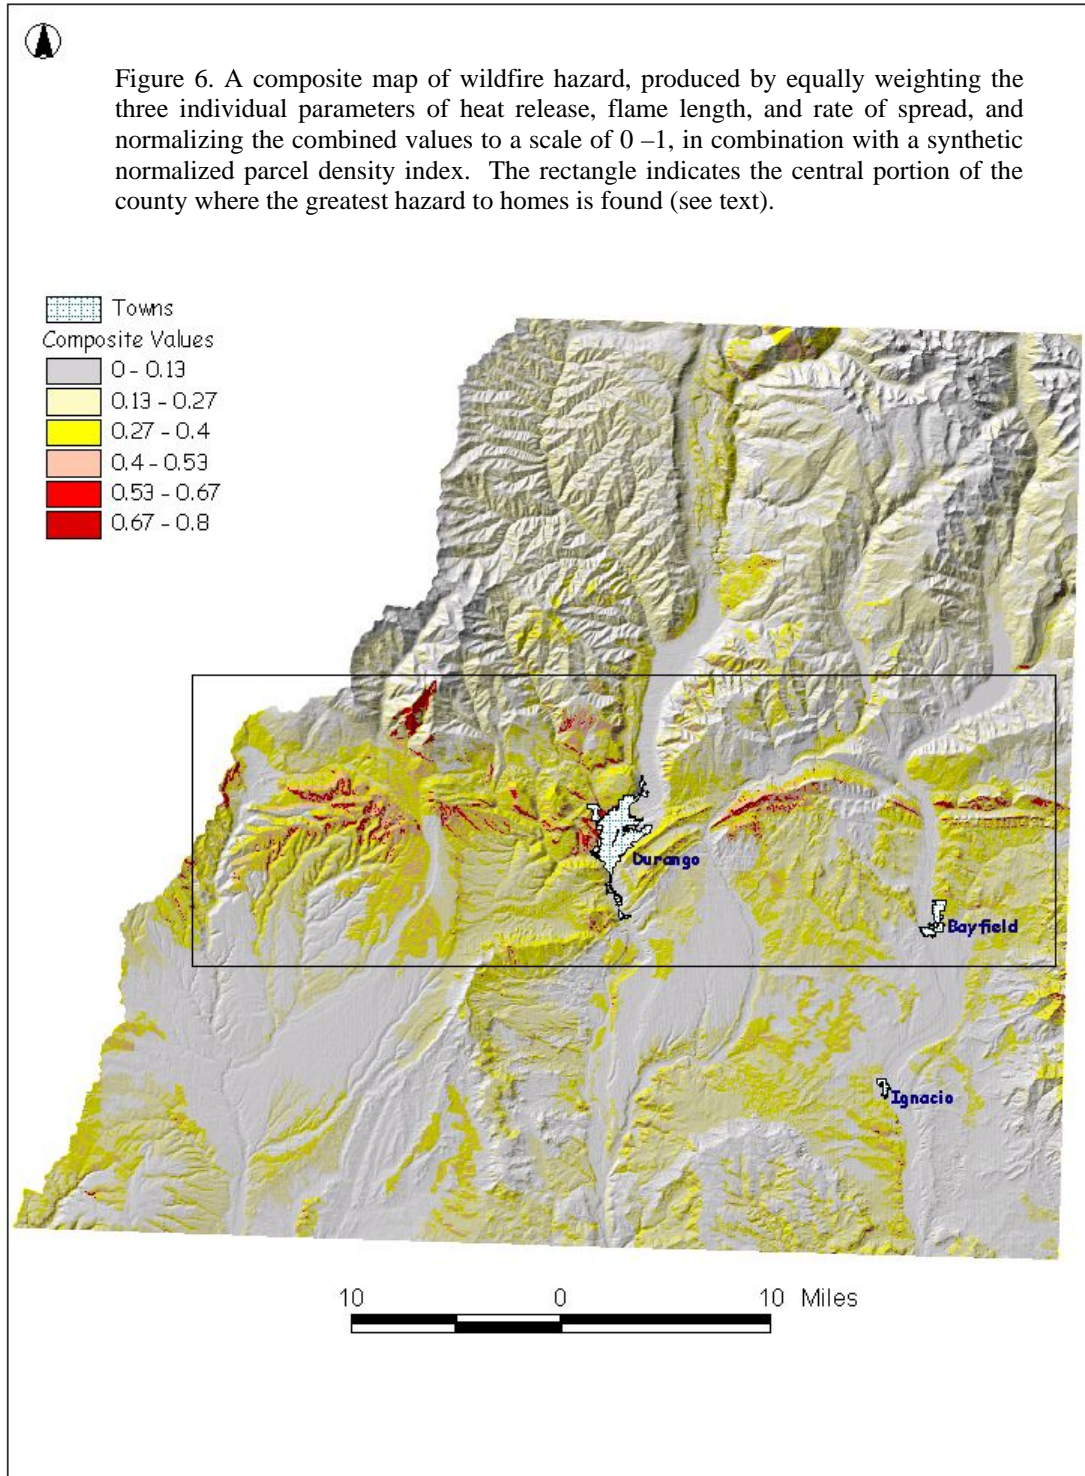 Figure 6. A composite map of wildfire hazard, produced by equally weighting the
three individual parameters of heat release, flame length, and rate of spread, and
normalizing the combined values to a scale of 0 –1, in combination with a synthetic
normalized parcel density index.  The rectangle indicates the central portion of the
county where the greatest hazard to homes is found (see text).
Towns
Composite Values
0 - 0.13
0.13 - 0.27
0.27 - 0.4
0.4 - 0.53
0.53 - 0.67
0.67 - 0.8
Durango
Bayfield
Ignacio
10 0 10 Miles